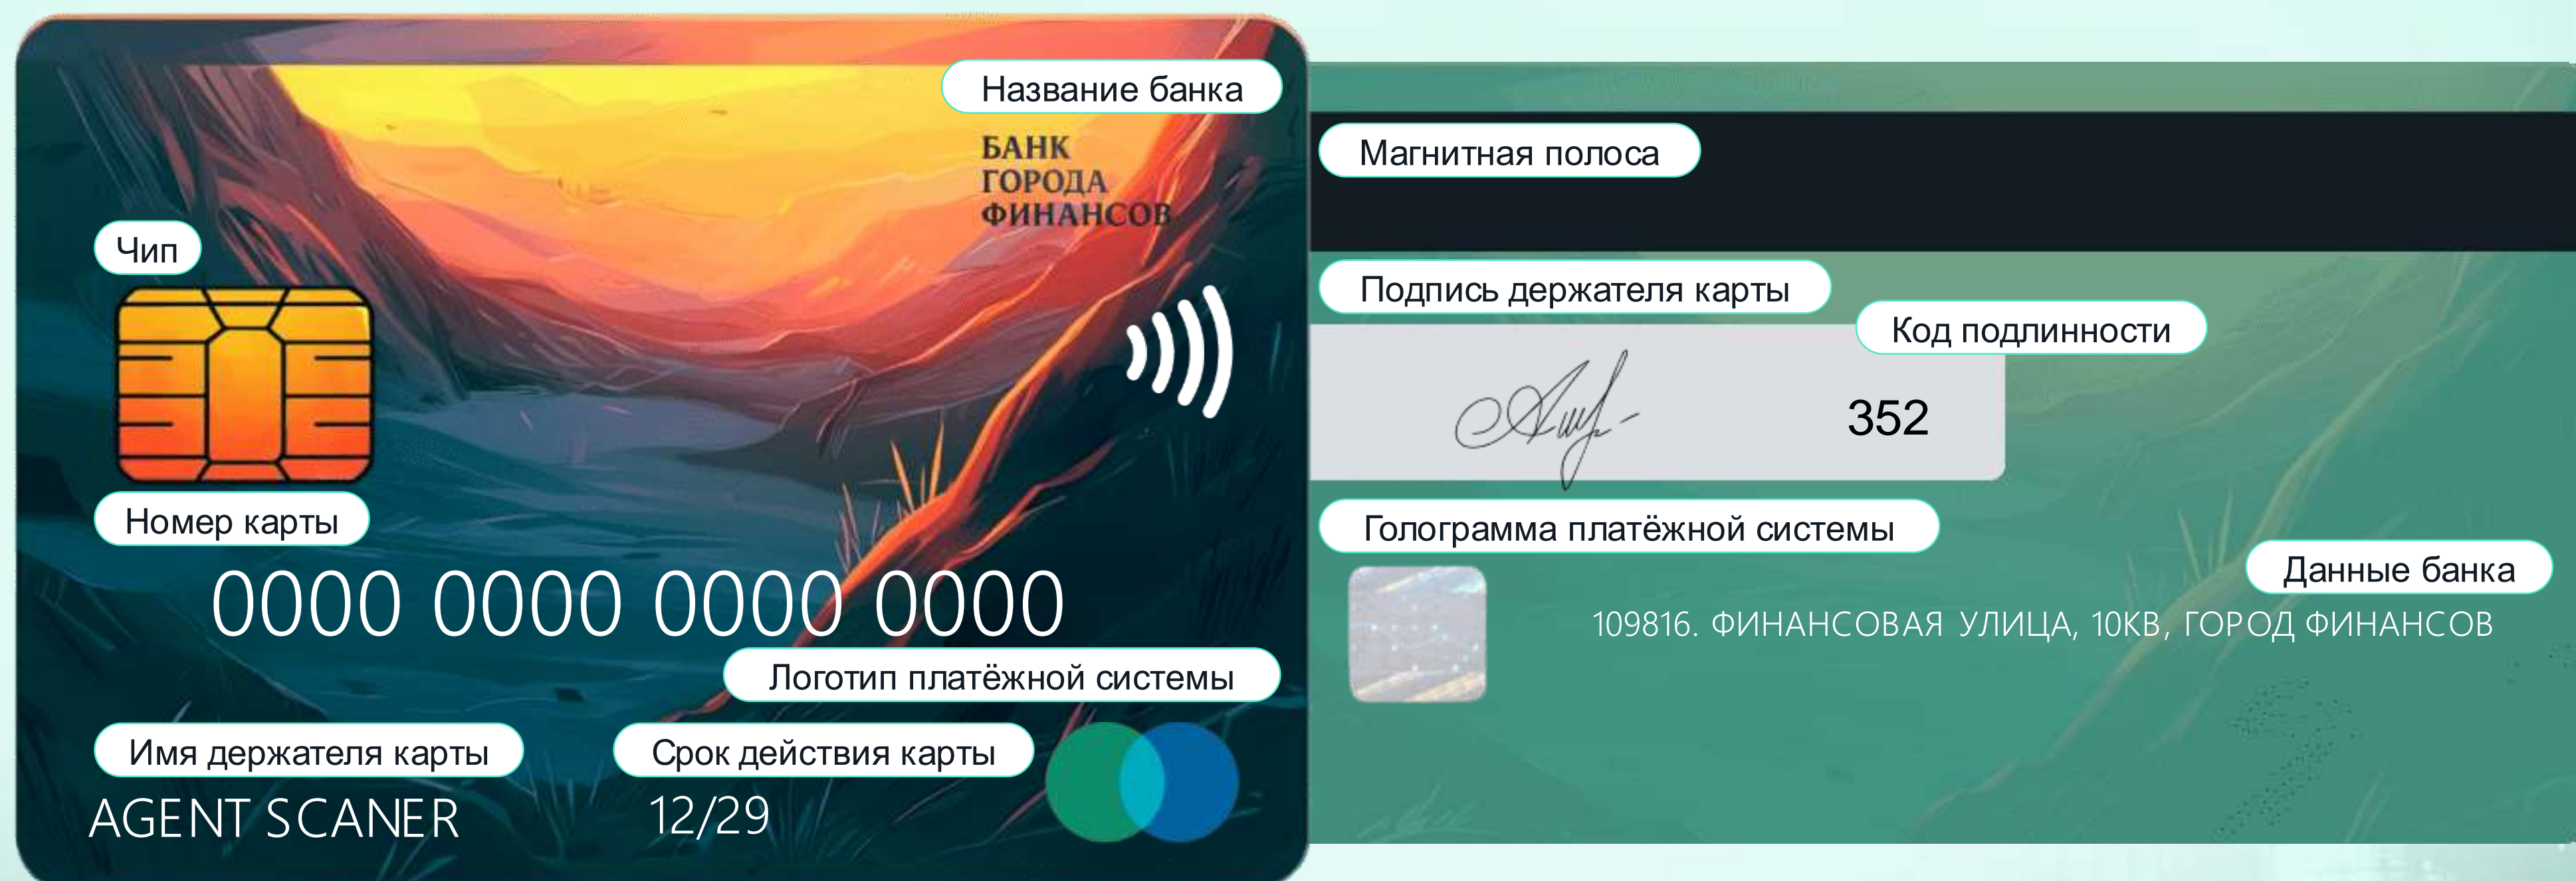 Название банка
БАНК
ГОРОДА
ФИНАНСОВ
Чип
Номер карты
0000 0000 0000 0000
Логотип платёжной системы
Имя держателя карты
Срок действия карты
AGENT SCANER
12/29
Магнитная полоса
Подпись держателя карты
Код подлинности
352
Голограмма платёжной системы
Данные банка
109816. ФИНАНСОВАЯ УЛИЦА, 10КВ, ГОРОД ФИНАНСОВ